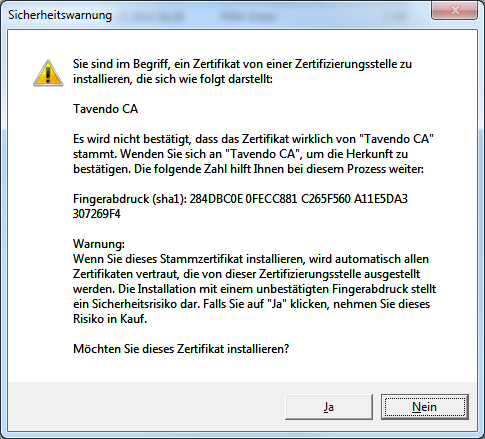 Sicherheitswarnung
Sie sind im Begriff, ein Zertifikat von einer Zertifizierungsstelle zu
installieren, die sich wie folgt darstellt:
Tavendo CA
Es wird nicht bestätigt, dass das Zertifikat wirklich von "Tavendo CA"
stammt. Wenden Sie sich an "Tavendo CA", um die Herkunft zu
bestätigen. Die folgende Zahl hilft Ihnen bei diesem Prozess weiter:
Fingerabdruck (sha1): 284DBC0E 0FECC881 C265F560 A11E5DA3
307269F4
Warnung:
Wenn Sie dieses Stammzertifikat installieren, wird automatisch allen
Zertifikaten vertraut, die von dieser Zertifizierungsstelle ausgestellt
werden. Die Installation mit einem unbestätigten Fingerabdruck stellt
ein Sicherheitsrisiko dar. Falls Sie auf "Ja" klicken, nehmen Sie dieses
Risiko in Kauf.
Möchten Sie dieses Zertifikat installieren?
Ja
Nein